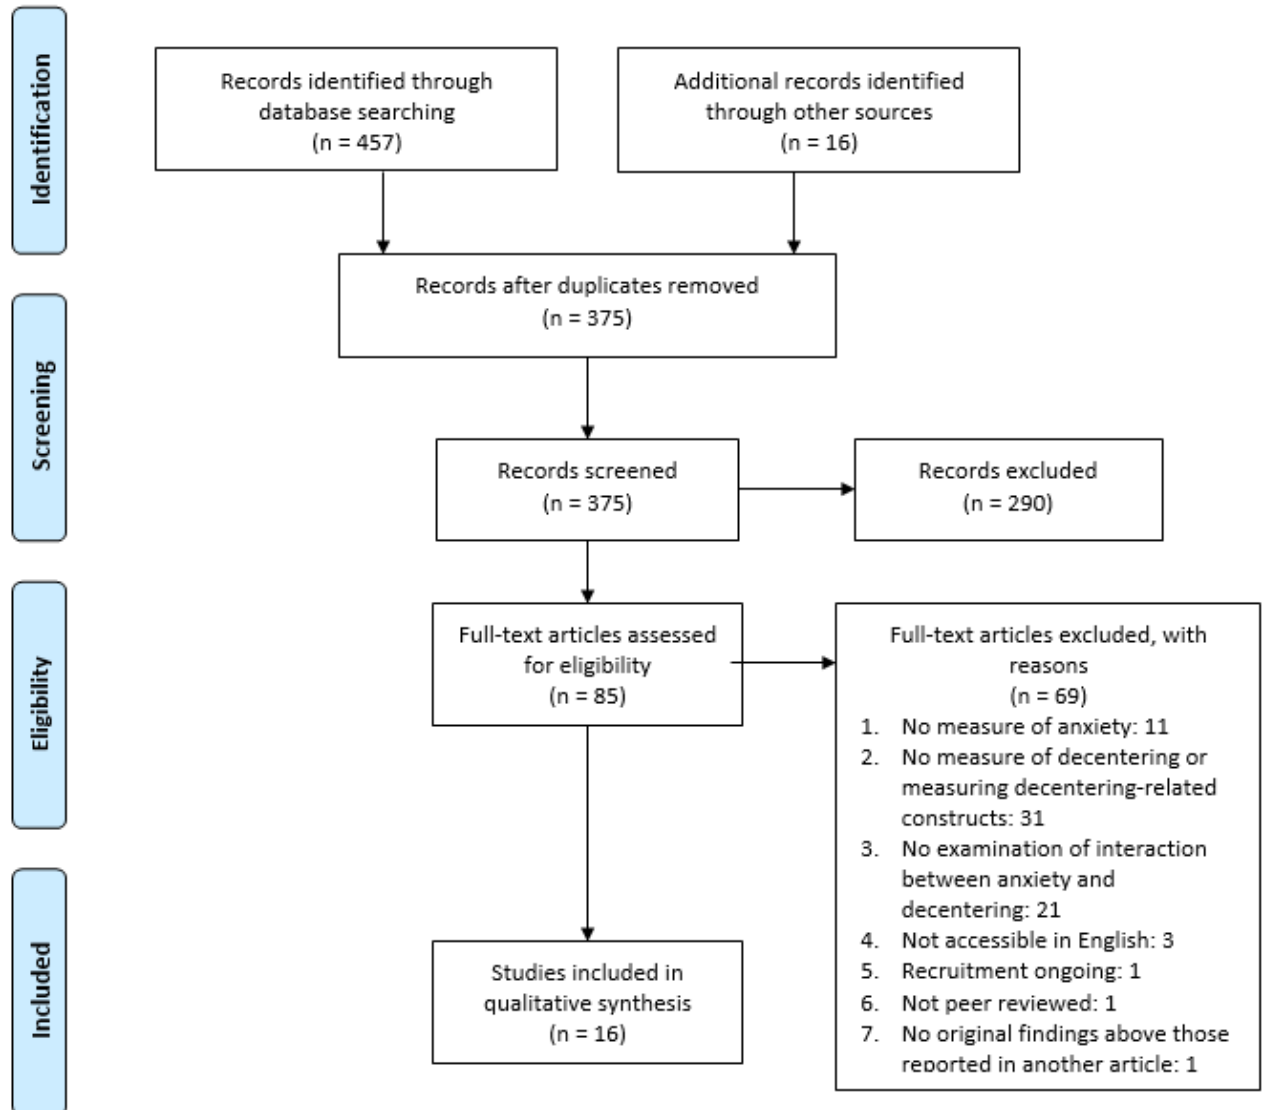 Identification
Records identified through
database searching
(n = 457)
Additional records identified
through other sources
(n = 16)
Records after duplicates removed
(n = 375)
Screening
Records screened
(n = 375)
Records excluded
(n = 290)
Eligibility
Full-text articles assessed
for eligibility
(n = 85)
Full-text articles excluded, with
reasons
(n = 69)
1. No measure of anxiety: 11
2. No measure of decentering or
measuring decentering-related
constructs: 31
3. No examination of interaction
between anxiety and
decentering: 21
4. Not accessible in English: 3
5. Recruitment ongoing: 1
6. Not peer reviewed: 1
7. No original findings above those
reported in another article: 1
Included
Studies included in
qualitative synthesis
(n = 16)